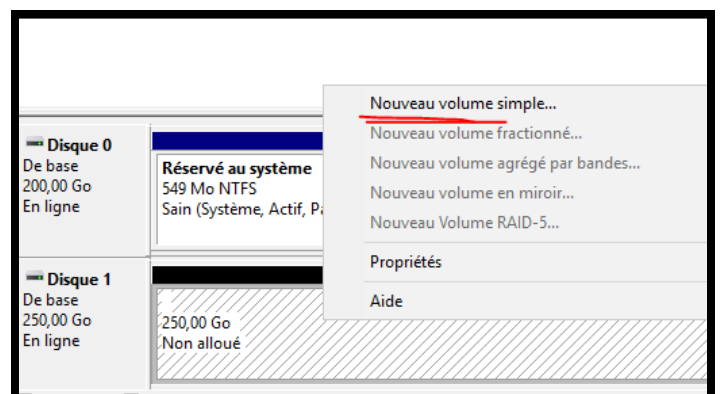 Nouveau volume simple...
Nouveau volume fractionné...
Nouveau volume agrégé par bandes...
Nouveau volume en miroir...
Nouveau Volume RAID-5...
Propriétés
Aide
Disque 0
De base
200,00 Go
En ligne
Réservé au système
549 Mo NTFS
Sain (Système, Actif,
Disque 1
De base
250,00 Go
En ligne
250,00 Go
Non alloué